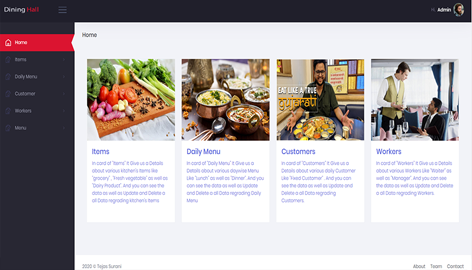 Dining Hall
Hi Admin
Home
Items
Daily Menu
Customer
Workers
Menu
Home
EAT LIKE A TRUE
Gujarati
Items
In card of "Items" It Give us a
Details about various kitchen's items like
"grocery" , "Fresh vegetable" as well as
"Daily Product". And you can see the
data as well as Update and Delete a
All Data regrading kitchen's items
Daily Menu
In card of "Daily Menu" It Give us a
Details about various daywise Menu
Like "Lunch" as well as "Dinner". And you
can see the data as well as Update
and Delete a all Data regrading Daily
Menu
Customers
In card of "Customers" It Give us a
Details about various daily Customer
Like "Fixed Customer" . And you can
see the data as well as Update and
Delete a all Data regrading
Customers
Workers
In card of "Workers" It Give us a
Details about various Workers Like "Waiter" as
well as "Manager". And you can see
the data as well as Update and Delete
a all Data regrading Workers
2020 © Tejas Surani
About Team Contact